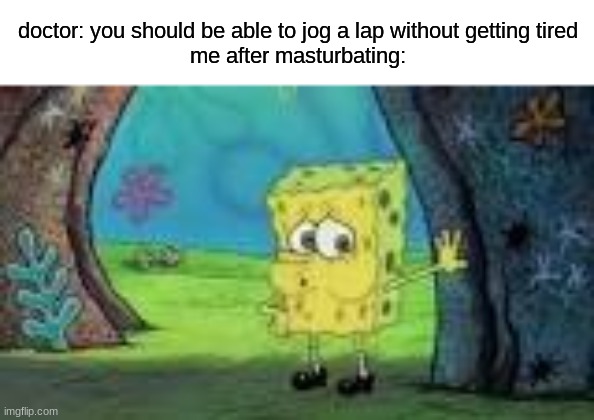 doctor: you should be able to jog a lap without getting tired
me after masturbating:
imgflip.com